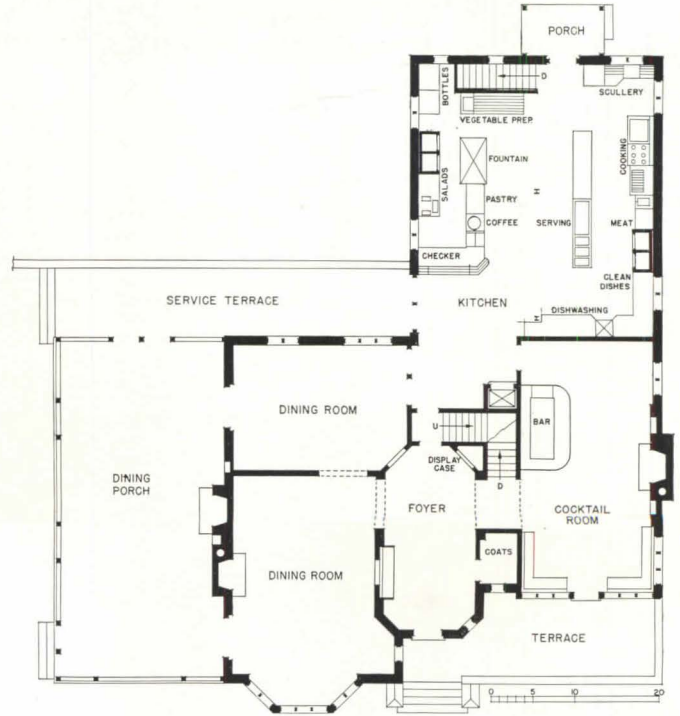 PORCH
BOTTLES
D
SCULLERY
VEGETABLE PREP.
COOKING
FOUNTAIN
SALADS
H
PASTRY
COFFEE
SERVING
MEAT
CHECKER
CLEAN
DISHES
SERVICE TERRACE
KITCHEN
DISHWASHING
H
DINING ROOM
BAR
U
DISPLAY
CASE
D
DINING
PORCH
FOYER
COCKTAIL
ROOM
COATS
DINING ROOM
TERRACE
0 5 10 20